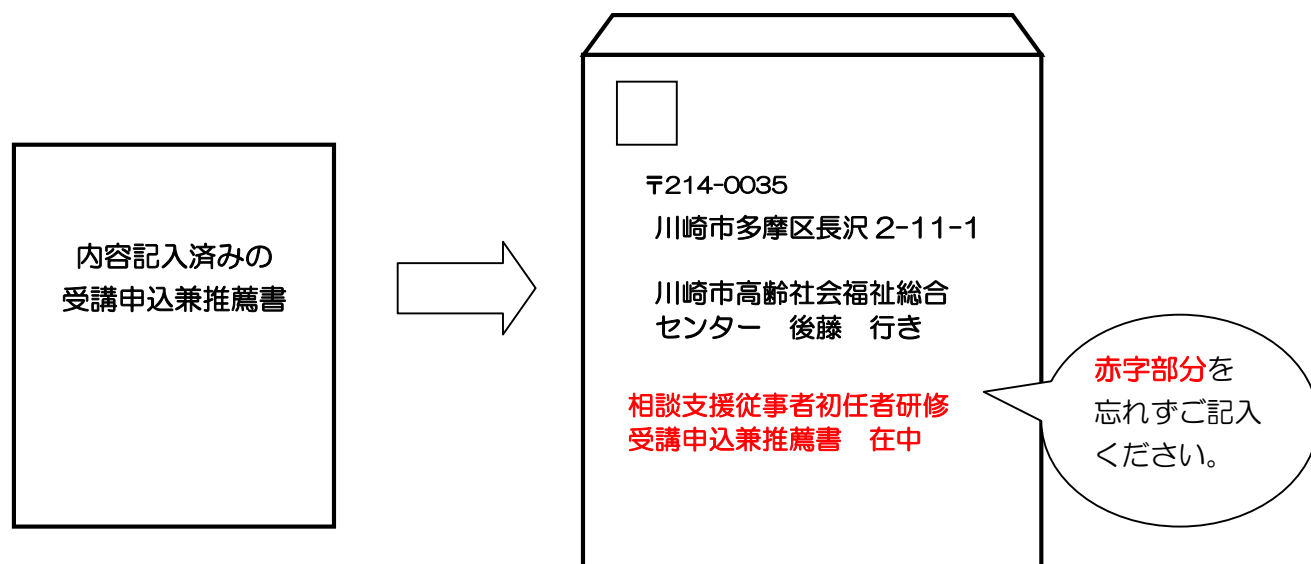 内容記入済みの
受講申込兼推薦書
〒214-0035
川崎市多摩区長沢 2-11-1
川崎市高齢社会福祉総合
センター　後藤　行き
相談支援従事者初任者研修
受講申込兼推薦書　在中
赤字部分を
忘れずご記入
ください。